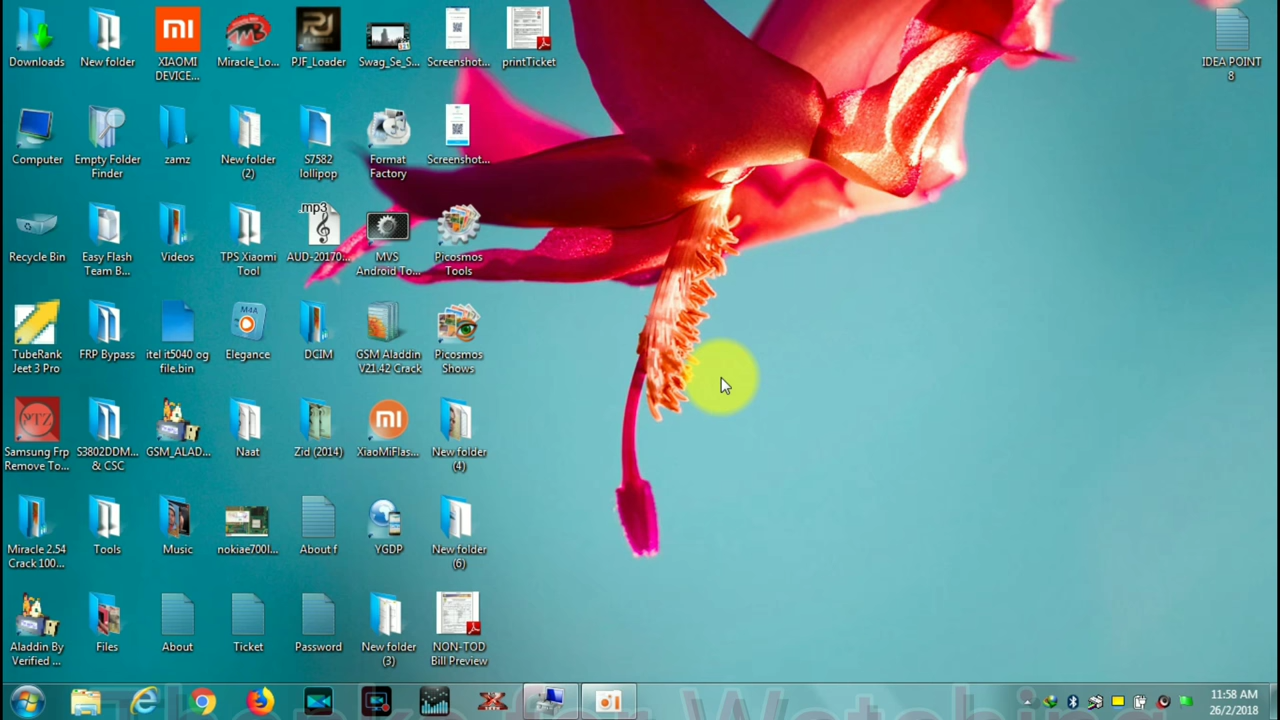 Downloads
New folder
XIAOMI
DEVICE...
Miracle_Lo...
PJF_Loader
Swag_Se_S...
Screenshot...
printTicket
IDEA POINT
8
Computer
Empty Folder
Finder
zamz
New folder
(2)
S7582
lollipop
Format
Factory
Screenshot...
Recycle Bin
Easy Flash
Team B...
Videos
TPS Xiaomi
Tool
.mp3
AUD-20170...
MVS
Android To...
Picosmos
Tools
TubeRank
Jeet 3 Pro
FRP Bypass
itel it5040 og
file.bin
M4A
Elegance
DCIM
GSM Aladdin
V21.42 Crack
Picosmos
Shows
Samsung Frp
Remove To...
S3802DDM...
& CSC
GSM_ALAD...
Naat
Zid (2014)
XiaoMiFlas...
New folder
(4)
Miracle 2.54
Crack 100...
Tools
Music
nokiae700l...
About f
YGDP
New folder
(6)
Aladdin By
Verified ...
Files
About
Ticket
Password
New folder
(3)
NON-TOD
Bill Preview
Thanks for Watching
11:58 AM
26/2/2018